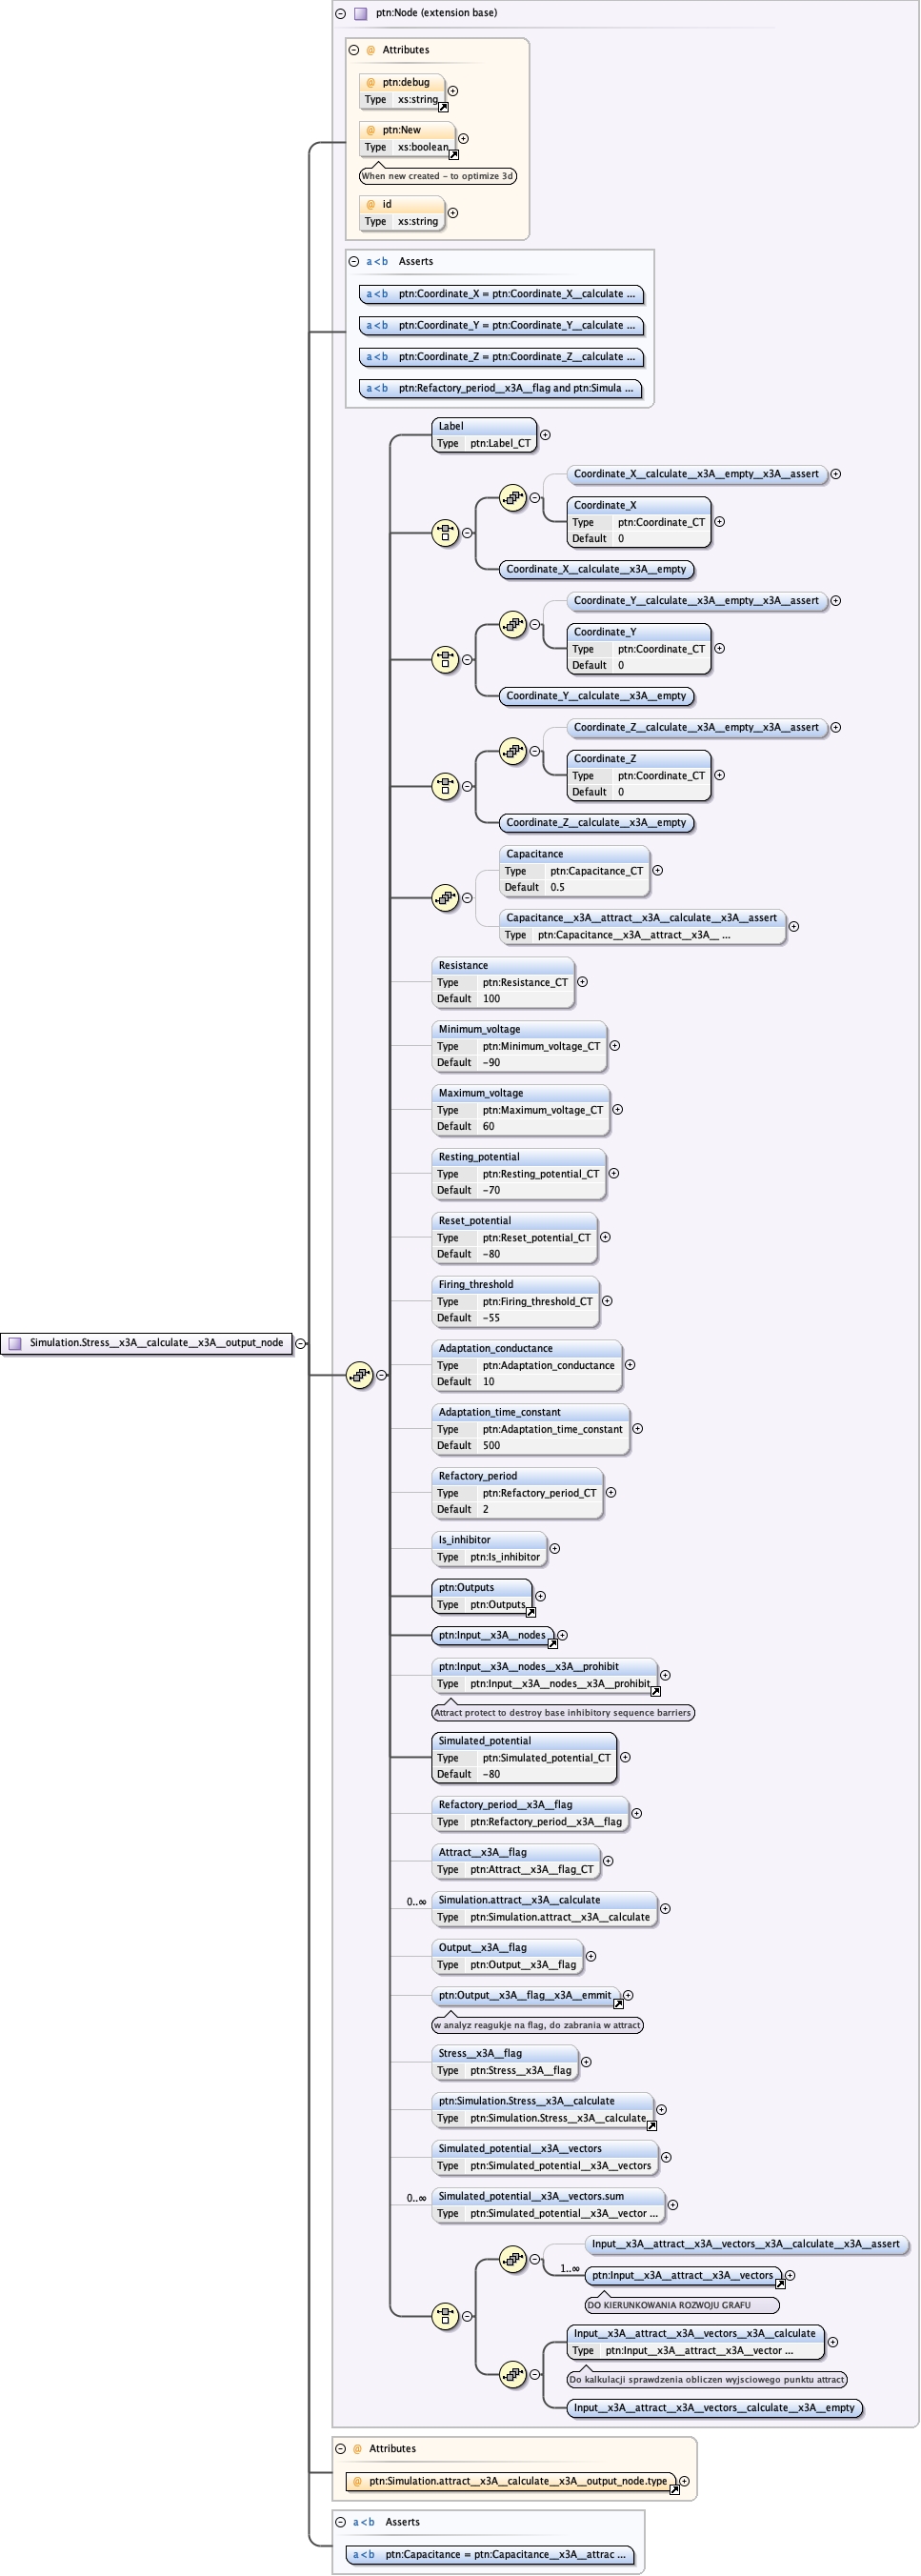 ptn:Node (extension base)
@ Attributes
@ ptn:debug
Type xs:string
@ ptn:New
Type xs:boolean
When new created - to optimize 3d
@ id
Type xs:string
a<b Asserts
a<b ptn:Coordinate_X = ptn:Coordinate_X__calculate ...
a<b ptn:Coordinate_Y = ptn:Coordinate_Y__calculate ...
a<b ptn:Coordinate_Z = ptn:Coordinate_Z__calculate ...
a<b ptn:Refactory_period__x3A__flag and ptn:Simula ...
Label
Type ptn:Label_CT
Coordinate_X__calculate__x3A__empty__x3A__assert
Coordinate_X
Type ptn:Coordinate_CT
Default 0
Coordinate_X__calculate__x3A__empty
Coordinate_Y__calculate__x3A__empty__x3A__assert
Coordinate_Y
Type ptn:Coordinate_CT
Default 0
Coordinate_Y__calculate__x3A__empty
Coordinate_Z__calculate__x3A__empty__x3A__assert
Coordinate_Z
Type ptn:Coordinate_CT
Default 0
Coordinate_Z__calculate__x3A__empty
Capacitance
Type ptn:Capacitance_CT
Default 0.5
Capacitance__x3A__attract__x3A__calculate__x3A__assert
Type ptn:Capacitance__x3A__attract__x3A__ ...
Resistance
Type ptn:Resistance_CT
Default 100
Minimum_voltage
Type ptn:Minimum_voltage_CT
Default -90
Maximum_voltage
Type ptn:Maximum_voltage_CT
Default 60
Resting_potential
Type ptn:Resting_potential_CT
Default -70
Reset_potential
Type ptn:Reset_potential_CT
Default -80
Firing_threshold
Type ptn:Firing_threshold_CT
Default -55
Simulation.Stress__x3A__calculate__x3A__output_node
Adaptation_conductance
Type ptn:Adaptation_conductance
Default 10
Adaptation_time_constant
Type ptn:Adaptation_time_constant
Default 500
Refactory_period
Type ptn:Refactory_period_CT
Default 2
Is_inhibitor
Type ptn:Is_inhibitor
ptn:Outputs
Type ptn:Outputs
ptn:Input__x3A__nodes
ptn:Input__x3A__nodes__x3A__prohibit
Type ptn:Input__x3A__nodes__x3A__prohibit
Attract protect to destroy base inhibitory sequence barriers
Simulated_potential
Type ptn:Simulated_potential_CT
Default -80
Refactory_period__x3A__flag
Type ptn:Refactory_period__x3A__flag
Attract__x3A__flag
Type ptn:Attract__x3A__flag_CT
0..∞ Simulation.attract__x3A__calculate
Type ptn:Simulation.attract__x3A__calculate
Output__x3A__flag
Type ptn:Output__x3A__flag
ptn:Output__x3A__flag__x3A__emmit
w analyz reagukje na flag, do zabrania w attract
Stress__x3A__flag
Type ptn:Stress__x3A__flag
ptn:Simulation.Stress__x3A__calculate
Type ptn:Simulation.Stress__x3A__calculate
Simulated_potential__x3A__vectors
Type ptn:Simulated_potential__x3A__vectors
0..∞ Simulated_potential__x3A__vectors.sum
Type ptn:Simulated_potential__x3A__vector ...
Input__x3A__attract__x3A__vectors__x3A__calculate__x3A__assert
1..∞ ptn:Input__x3A__attract__x3A__vectors
DO KIERUNKOWANIA ROZWOJU GRAFU
Input__x3A__attract__x3A__vectors__x3A__calculate
Type ptn:Input__x3A__attract__x3A__vector ...
Do kalkulacji sprawdzenia obliczen wyjsciowego punktu attract
Input__x3A__attract__x3A__vectors__calculate__x3A__empty
@ Attributes
@ ptn:Simulation.attract__x3A__calculate__x3A__output_node.type
a<b Asserts
a<b ptn:Capacitance = ptn:Capacitance__x3A__attrac ...